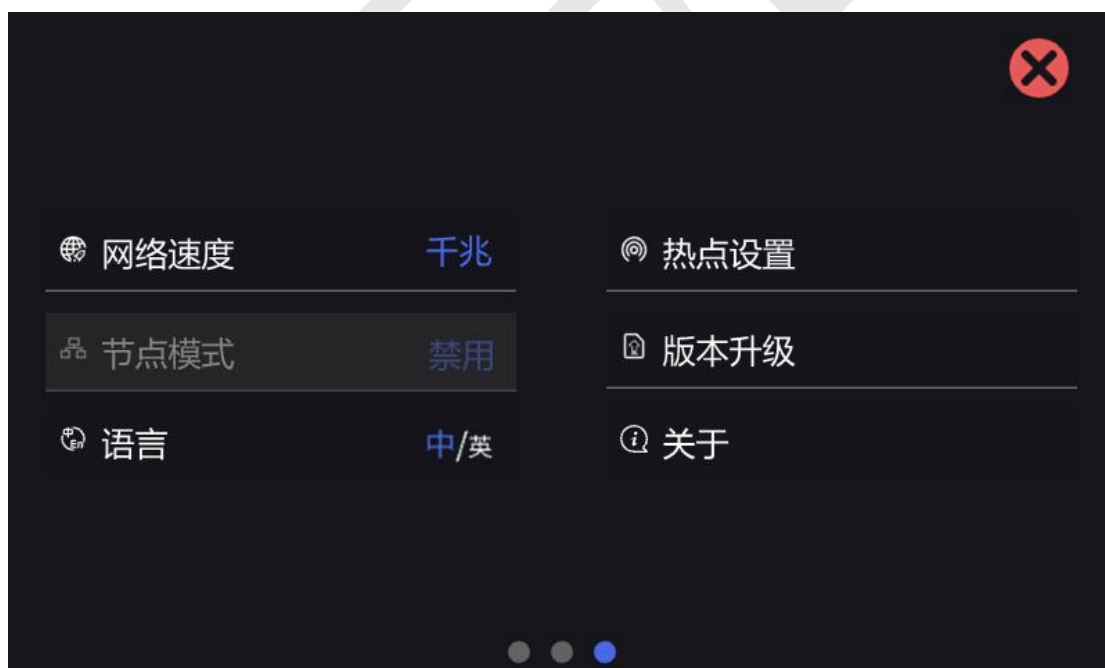 网络速度 千兆
热点设置
节点模式 禁用
版本升级
语言 中/英
关于